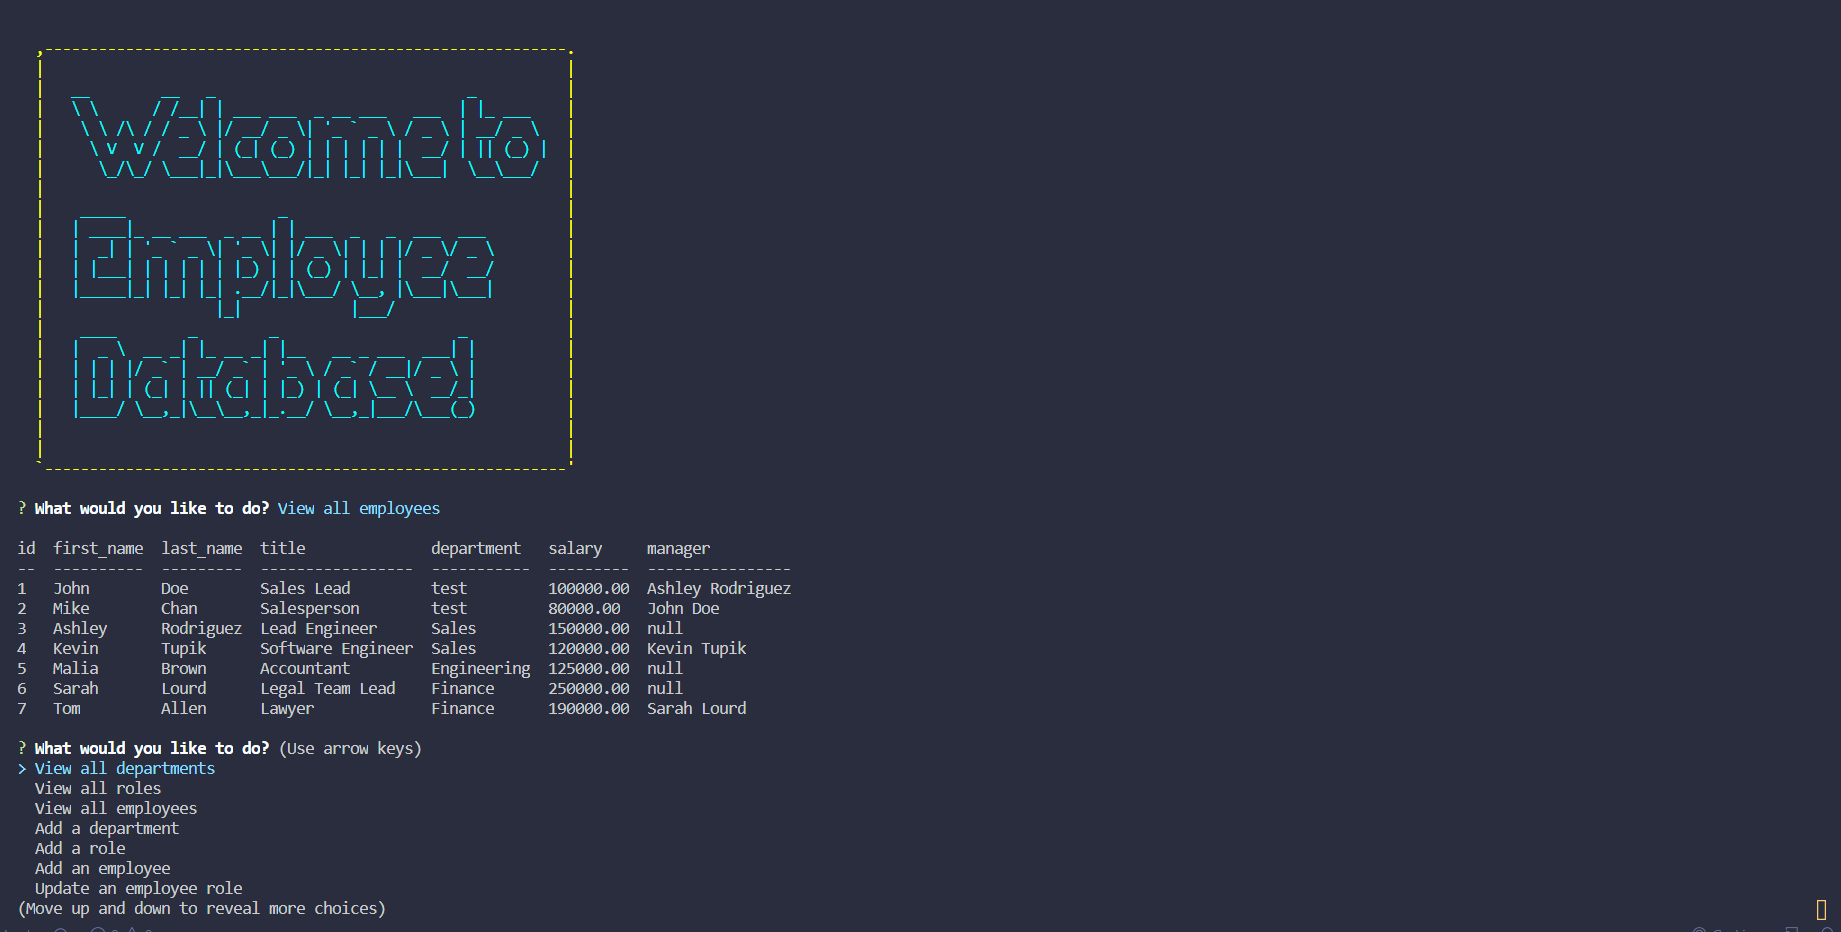 Welcome to
Employee
Database!
? What would you like to do? View all employees
id  first_name  last_name  title              department   salary     manager
--  ----------  ---------  -----------------  -----------  ---------  ----------------
1   John        Doe        Sales Lead         test         100000.00  Ashley Rodriguez
2   Mike        Chan       Salesperson        test         80000.00   John Doe
3   Ashley      Rodriguez  Lead Engineer      Sales        150000.00  null
4   Kevin       Tupik      Software Engineer  Sales        120000.00  Kevin Tupik
5   Malia       Brown      Accountant         Engineering  125000.00  null
6   Sarah       Lourd      Legal Team Lead    Finance      250000.00  null
7   Tom         Allen      Lawyer             Finance      190000.00  Sarah Lourd
? What would you like to do? (Use arrow keys)
> View all departments
View all roles
View all employees
Add a department
Add a role
Add an employee
Update an employee role
(Move up and down to reveal more choices)